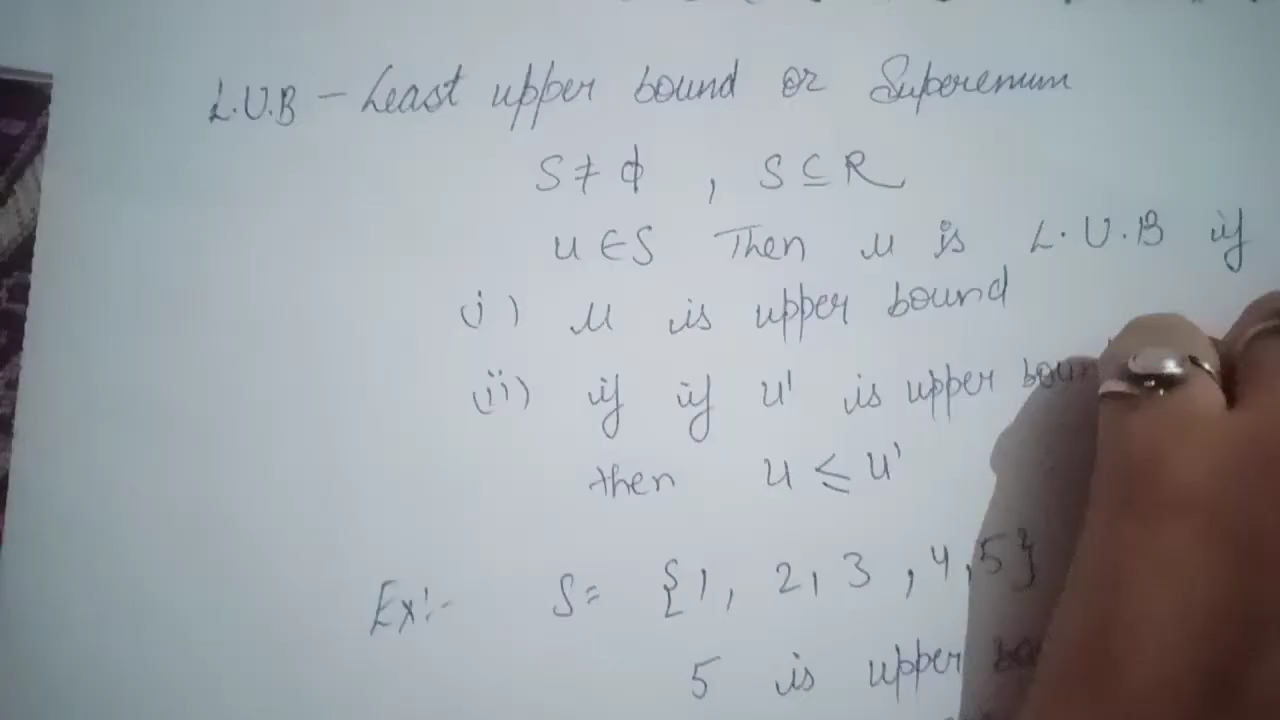 L.U.B - Least upper bound or Superemum
S ≠ ϕ , S ⊆ R
u ∈ S Then u is L.U.B if
(i) u is upper bound
(ii) if if u' is upper
then u ≤ u'
Ex:- S = {1, 2, 3, 4, 5}
5 is upper